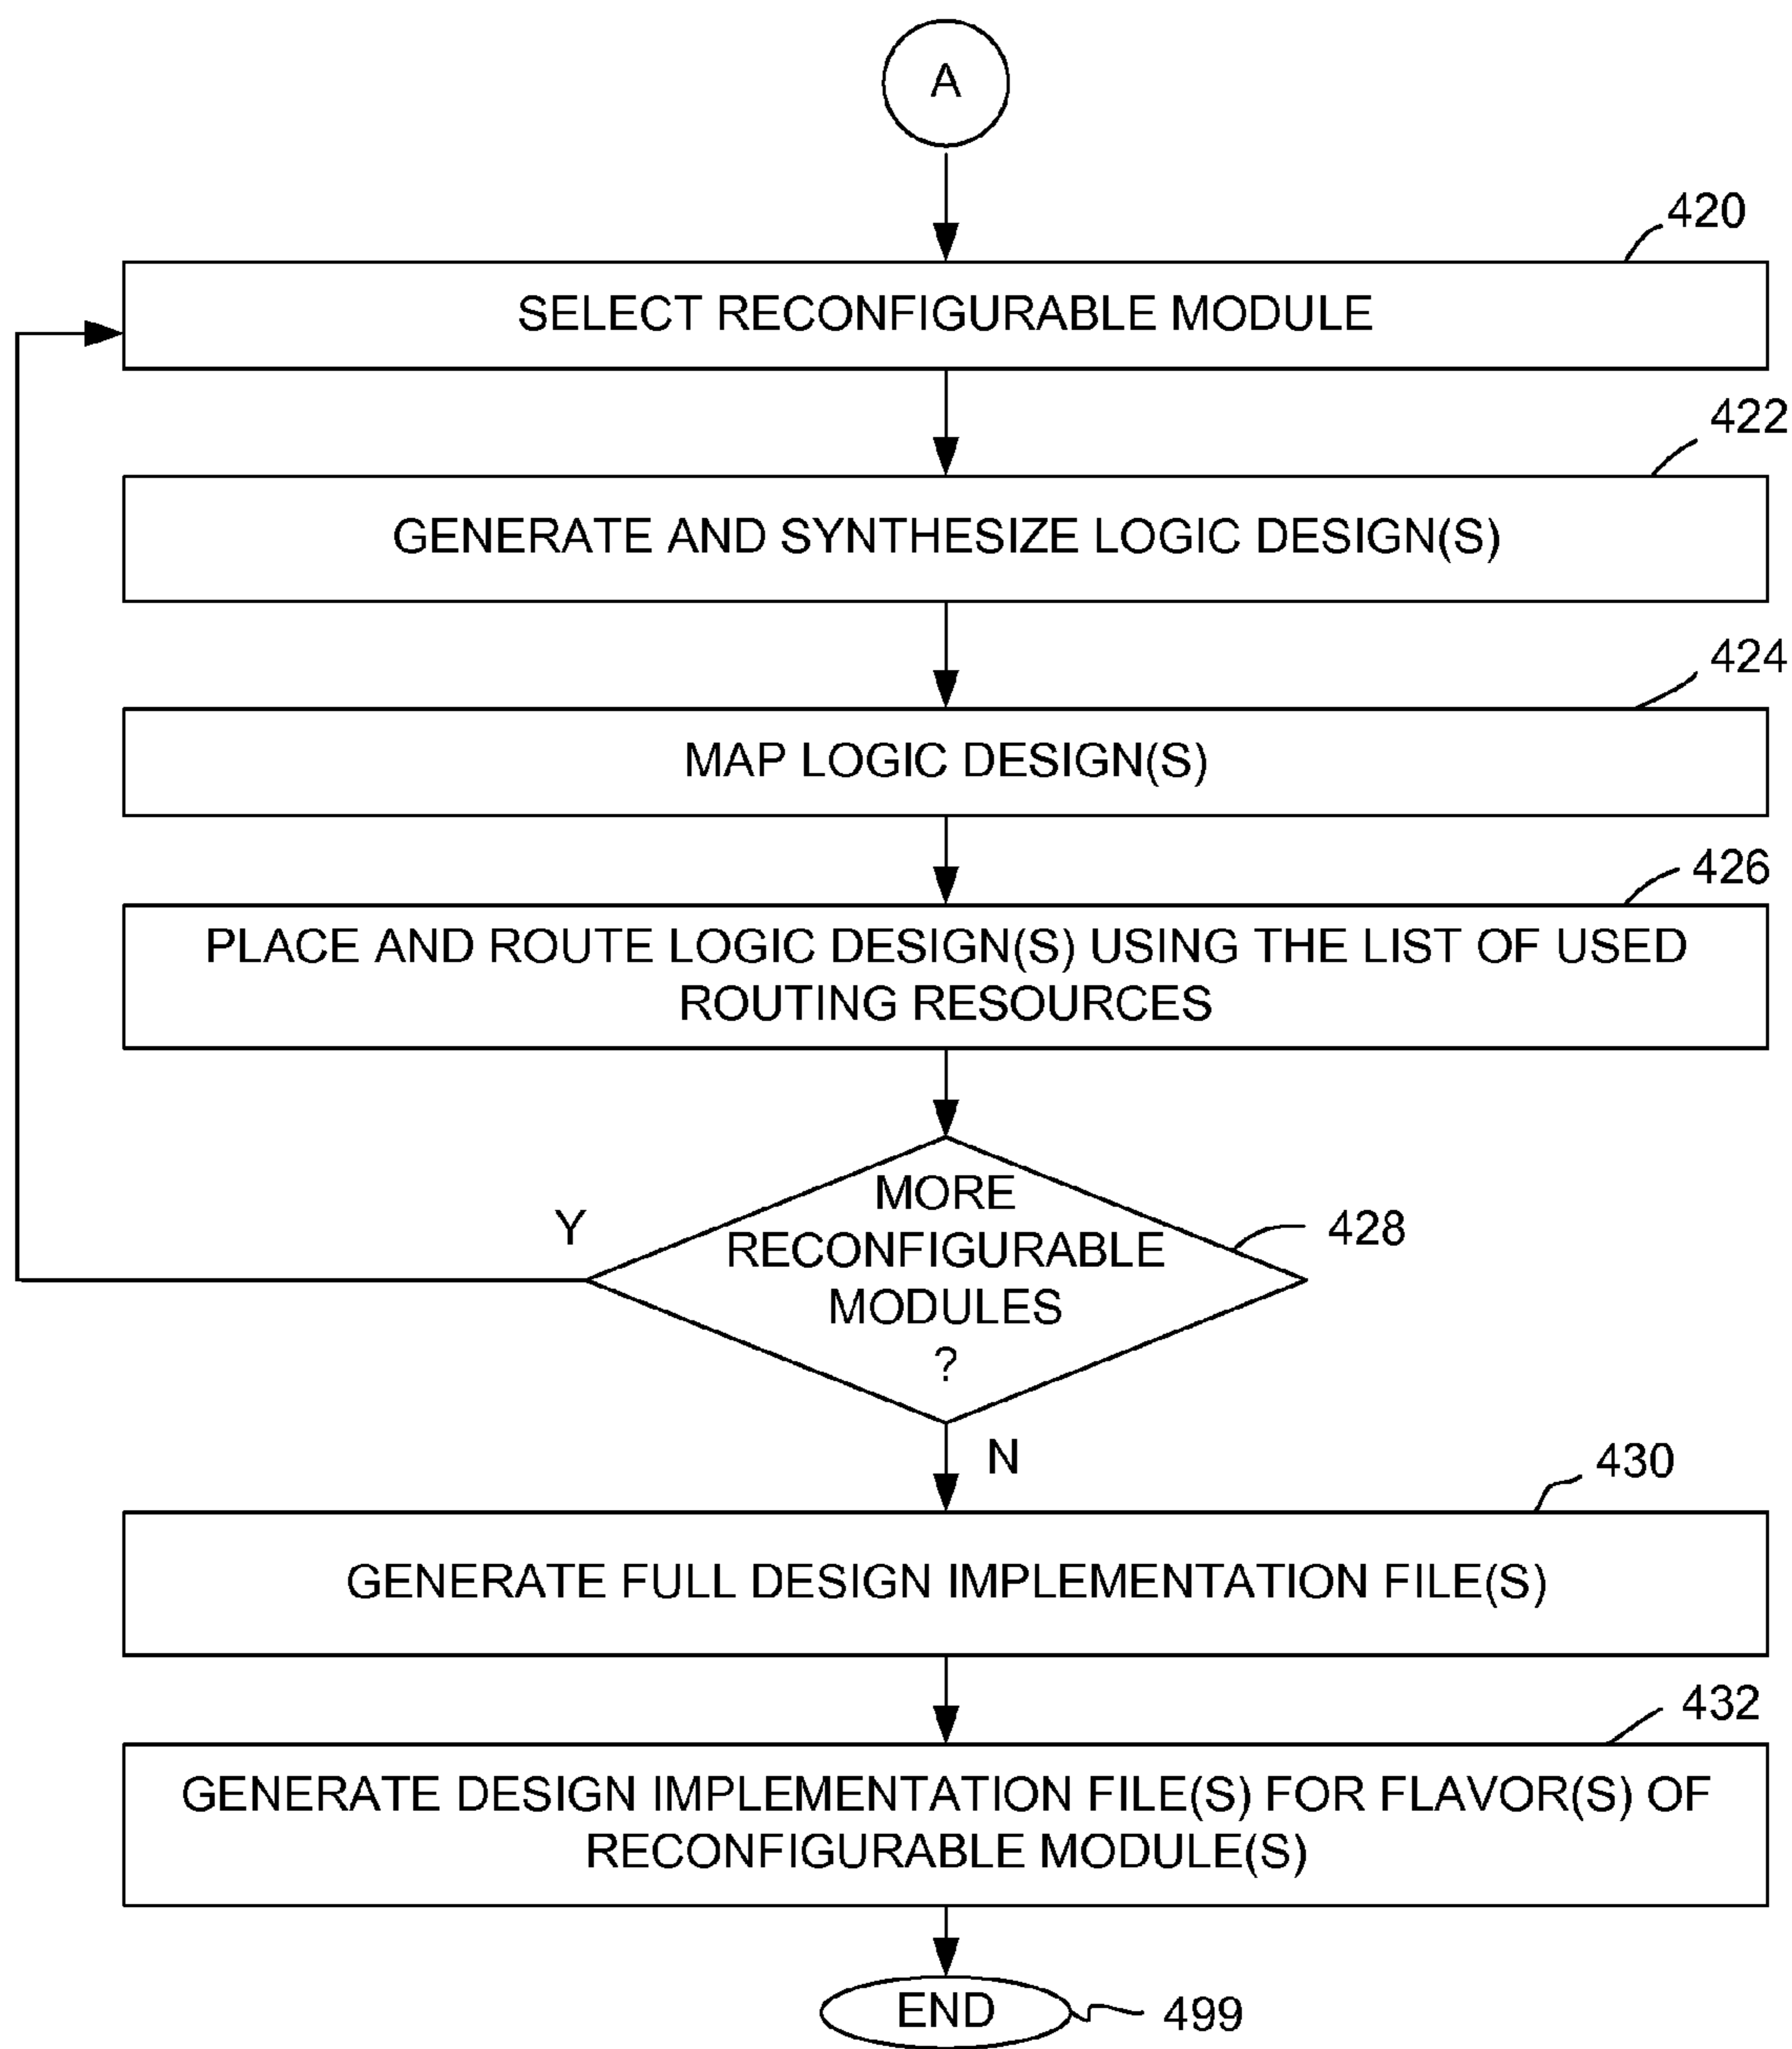 A
420
SELECT RECONFIGURABLE MODULE
422
GENERATE AND SYNTHESIZE LOGIC DESIGN(S)
424
MAP LOGIC DESIGN(S)
426
PLACE AND ROUTE LOGIC DESIGN(S) USING THE LIST OF USED
ROUTING RESOURCES
MORE
RECONFIGURABLE
MODULES
?
Y
428
N
430
GENERATE FULL DESIGN IMPLEMENTATION FILE(S)
432
GENERATE DESIGN IMPLEMENTATION FILE(S) FOR FLAVOR(S) OF
RECONFIGURABLE MODULE(S)
END
499